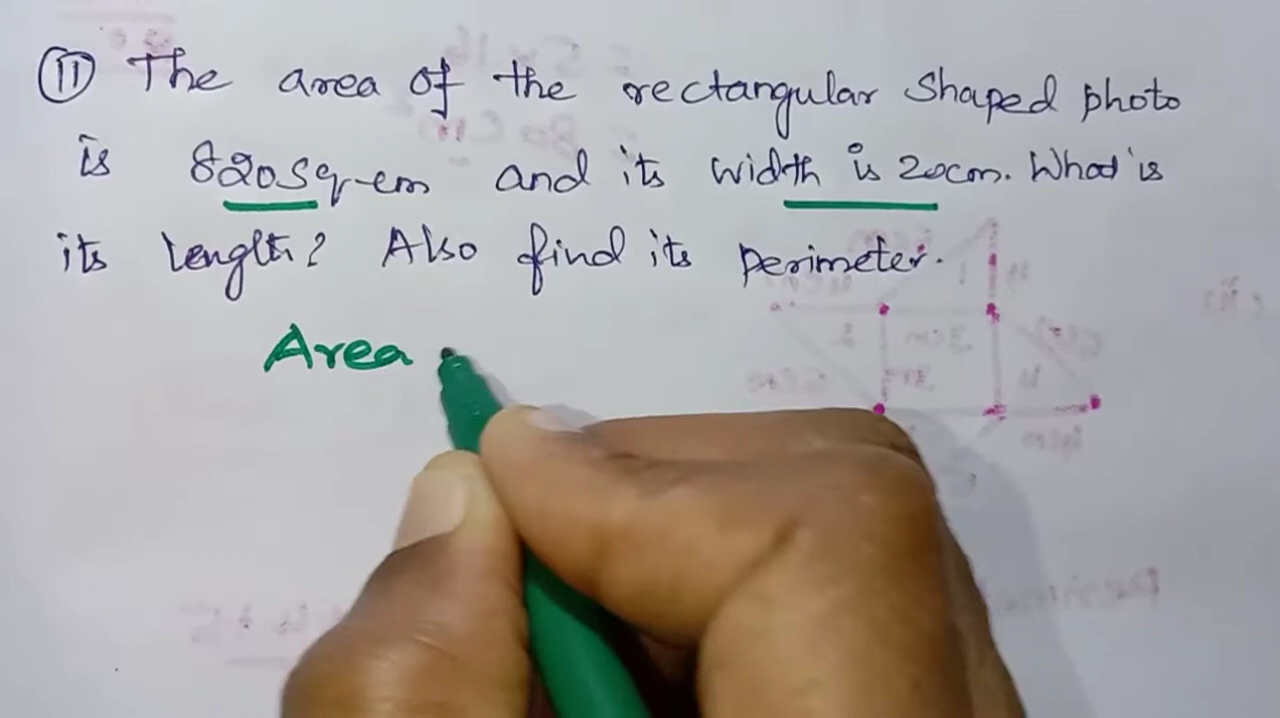 11 The area of the rectangular shaped photo
is 820 sq.cm and its width is 20cm. What is
its length? Also find its perimeter.
Area